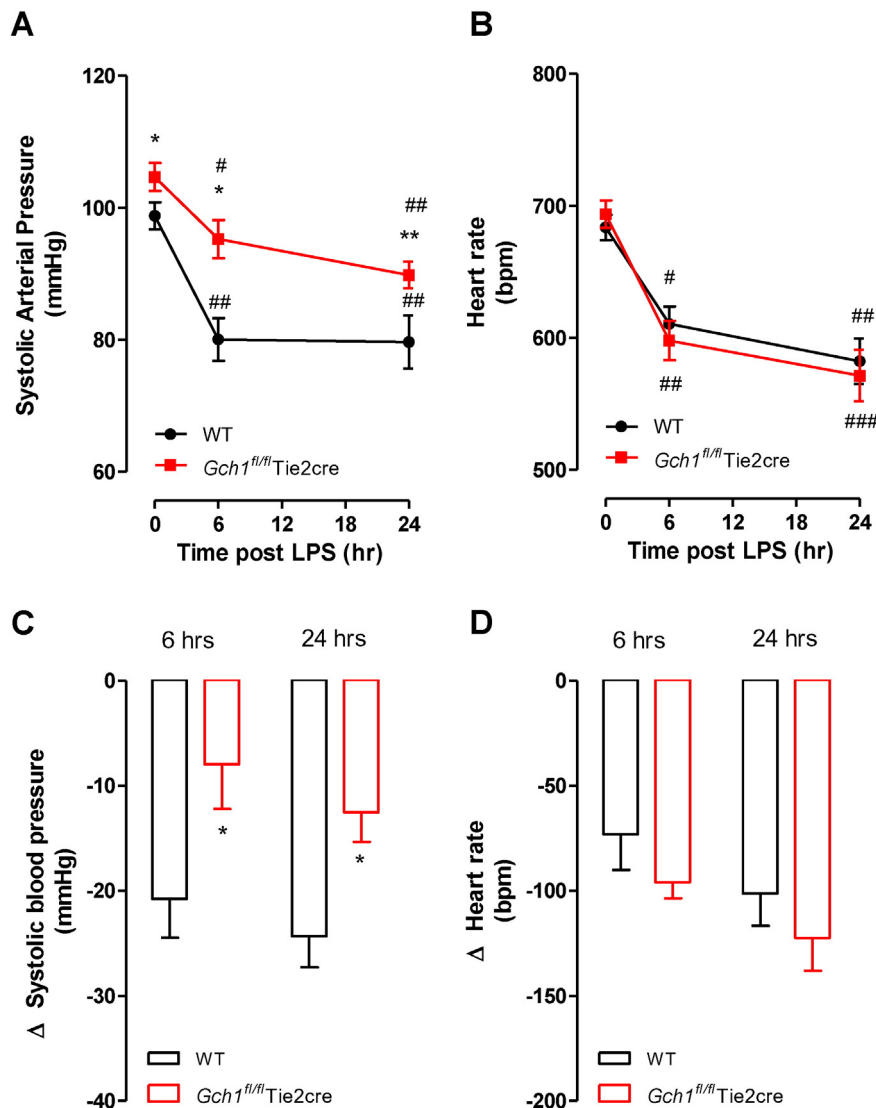 A
Systolic Arterial Pressure
(mmHg)
120
100
80
60
*
#
*
##
**
##
##
WT
Gch1fl/flTie2cre
0 6 12 18 24
Time post LPS (hr)
B
Heart rate
(bpm)
800
700
600
500
#
##
##
###
WT
Gch1fl/flTie2cre
0 6 12 18 24
Time post LPS (hr)
C
6 hrs 24 hrs
Δ Systolic blood pressure
(mmHg)
0
-10
-20
-30
-40
*
*
WT
Gch1fl/flTie2cre
D
6 hrs 24 hrs
Δ Heart rate
(bpm)
0
-50
-100
-150
-200
WT
Gch1fl/flTie2cre